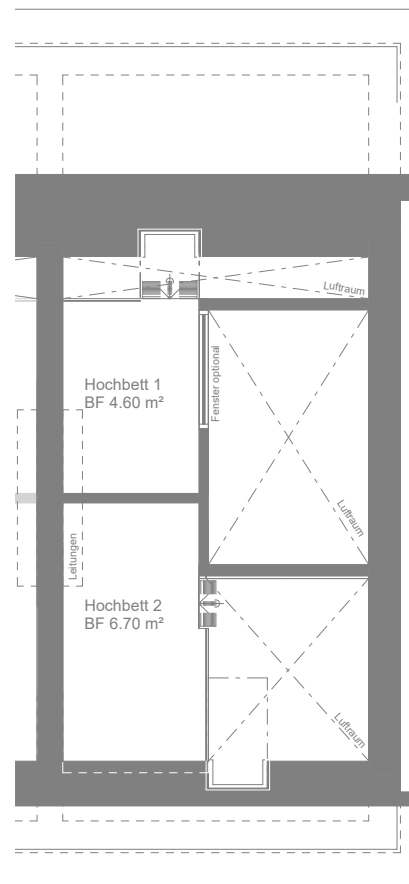 Luftraum
Fenster optional
Hochbett 1
BF 4.60 m²
Luftraum
Leitungen
Hochbett 2
BF 6.70 m²
Luftraum